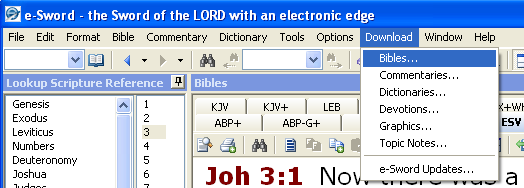 e-Sword - the Sword of the LORD with an electronic edge
File Edit Format Bible Commentary Dictionary Tools Options Download Window Help
Bibles...
Commentaries...
Dictionaries...
Devotions...
Graphics...
Topic Notes...
e-Sword Updates...
Lookup Scripture Reference
Genesis
Exodus
Leviticus
Numbers
Deuteronomy
Joshua
1
2
3
4
5
6
Bibles
KJV KJV+ LEB
ABP+ ABP-G+
ESV
Joh 3:1 Now there was a